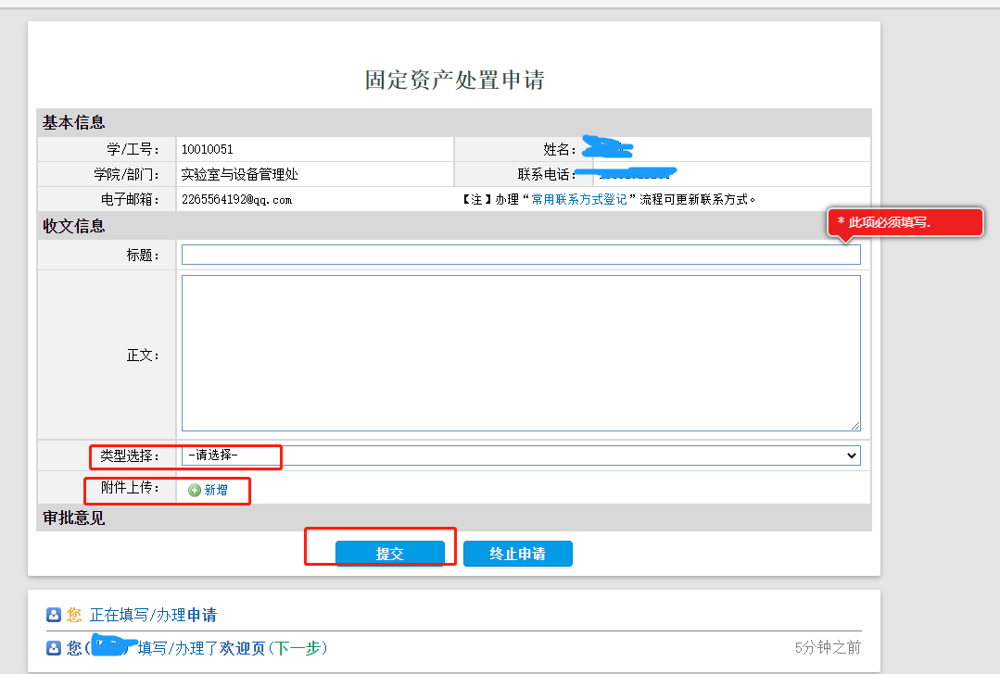 固定资产处置申请
基本信息
学/工号： 10010051 姓名：
学院/部门： 实验室与设备管理处 联系电话：
电子邮箱： 2265564192@qq.com 【注】办理“常用联系方式登记”流程可更新联系方式。
收文信息
* 此项必须填写.
标题：
正文：
类型选择： -请选择-
附件上传： 新增
审批意见
提交 终止申请
您 正在填写/办理申请
您( ) 填写/办理了欢迎页(下一步) 5分钟之前